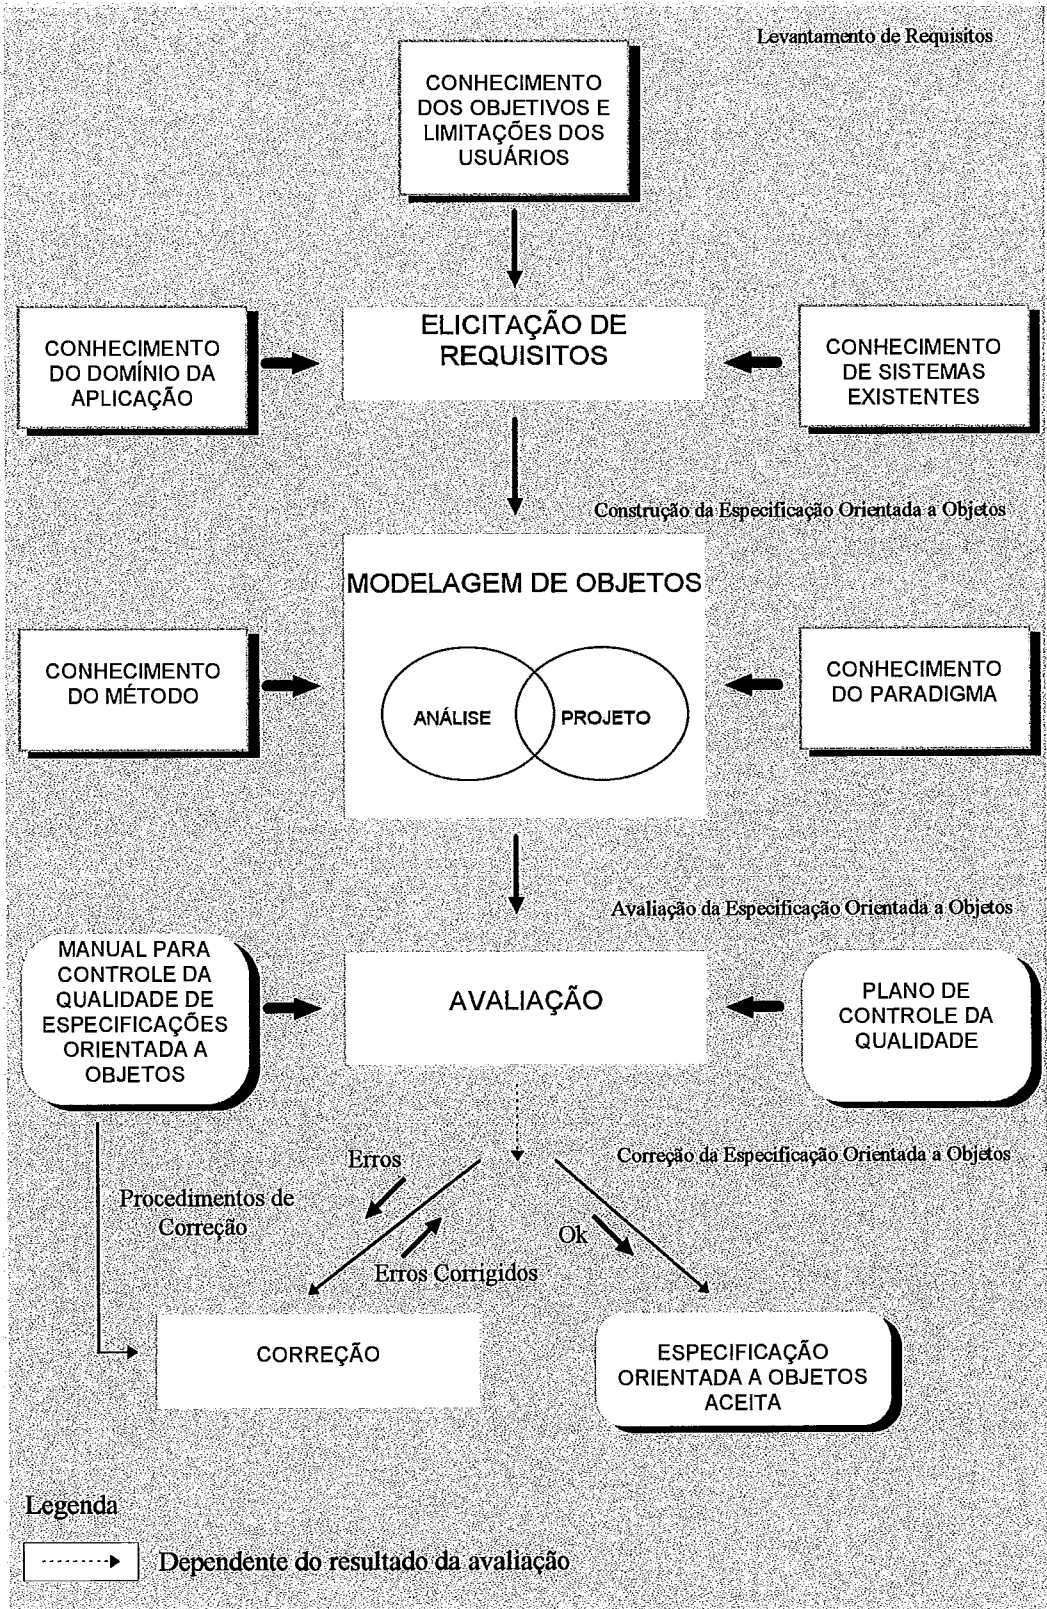 Levantamento de Requisitos
CONHECIMENTO
DOS OBJETIVOS E
LIMITAÇÕES DOS
USUÁRIOS
CONHECIMENTO
DO DOMÍNIO DA
APLICAÇÃO
ELICITAÇÃO DE
REQUISITOS
CONHECIMENTO
DE SISTEMAS
EXISTENTES
Construção da Especificação Orientada a Objetos
MODELAGEM DE OBJETOS
CONHECIMENTO
DO MÉTODO
ANÁLISE
PROJETO
CONHECIMENTO
DO PARADIGMA
Avaliação da Especificação Orientada a Objetos
MANUAL PARA
CONTROLE DA
QUALIDADE DE
ESPECIFICAÇÕES
ORIENTADA A
OBJETOS
AVALIAÇÃO
PLANO DE
CONTROLE DA
QUALIDADE
Correção da Especificação Orientada a Objetos
Erros
Procedimentos de
Correção
Erros Corrigidos
Ok
CORREÇÃO
ESPECIFICAÇÃO
ORIENTADA A OBJETOS
ACEITA
Legenda
Dependente do resultado da avaliação